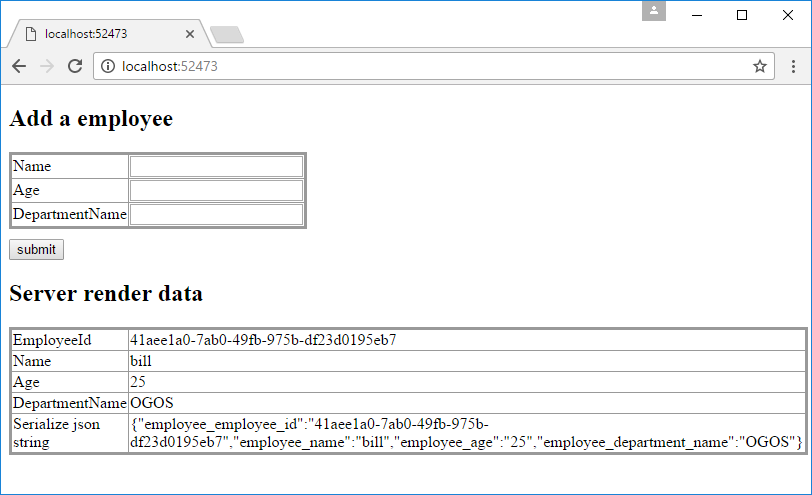 localhost:52473
localhost:52473
Add a employee
Name
Age
DepartmentName
submit
Server render data
EmployeeId 41aee1a0-7ab0-49fb-975b-df23d0195eb7
Name bill
Age 25
DepartmentName OGOS
Serialize json string {"employee_employee_id":"41aee1a0-7ab0-49fb-975b-
df23d0195eb7","employee_name":"bill","employee_age":"25","employee_department_name":"OGOS"}